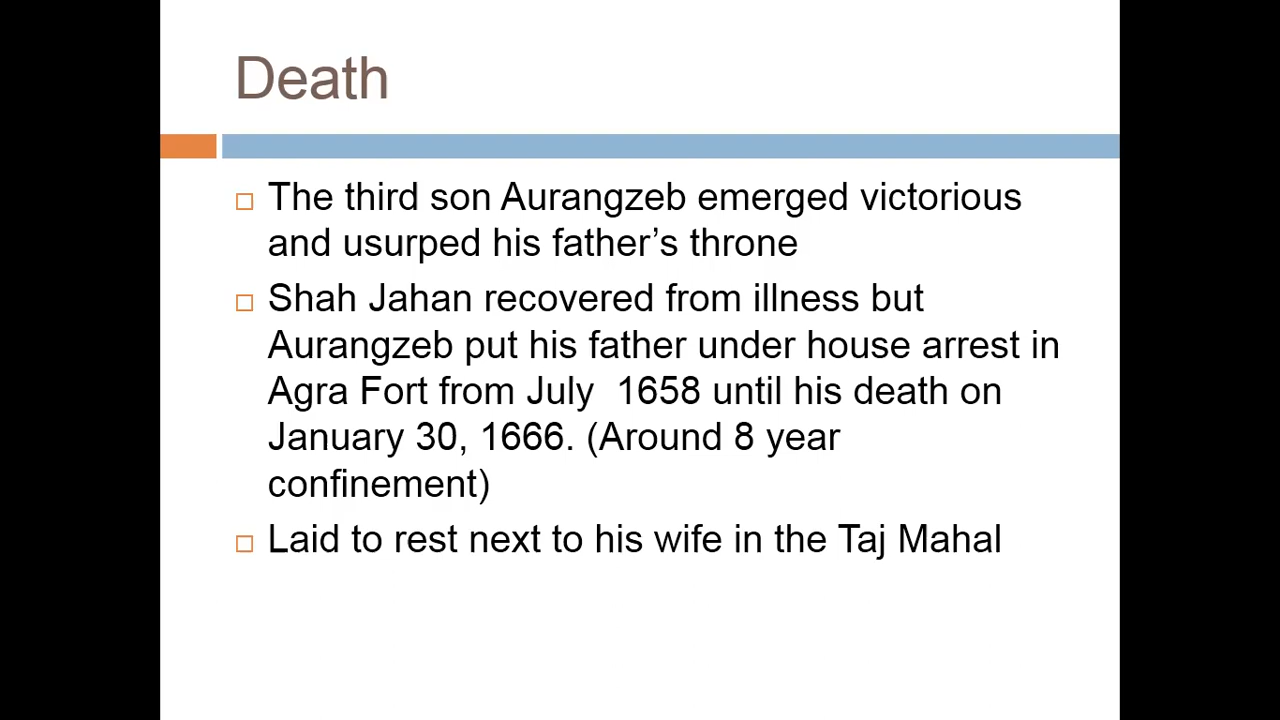 Death
The third son Aurangzeb emerged victorious
and usurped his father’s throne
Shah Jahan recovered from illness but
Aurangzeb put his father under house arrest in
Agra Fort from July  1658 until his death on
January 30, 1666. (Around 8 year
confinement)
Laid to rest next to his wife in the Taj Mahal